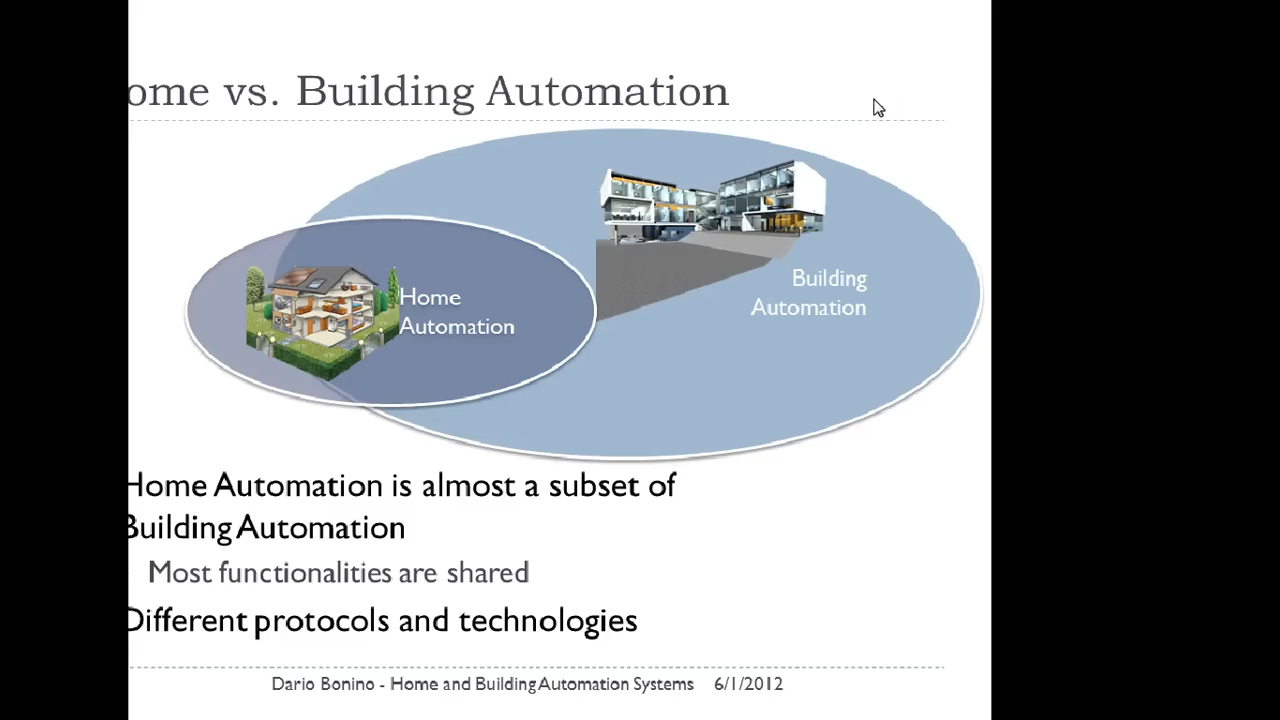 ome vs. Building Automation
Building
Automation
Home
Automation
Home Automation is almost a subset of
Building Automation
Most functionalities are shared
Different protocols and technologies
Dario Bonino - Home and Building Automation Systems 6/1/2012